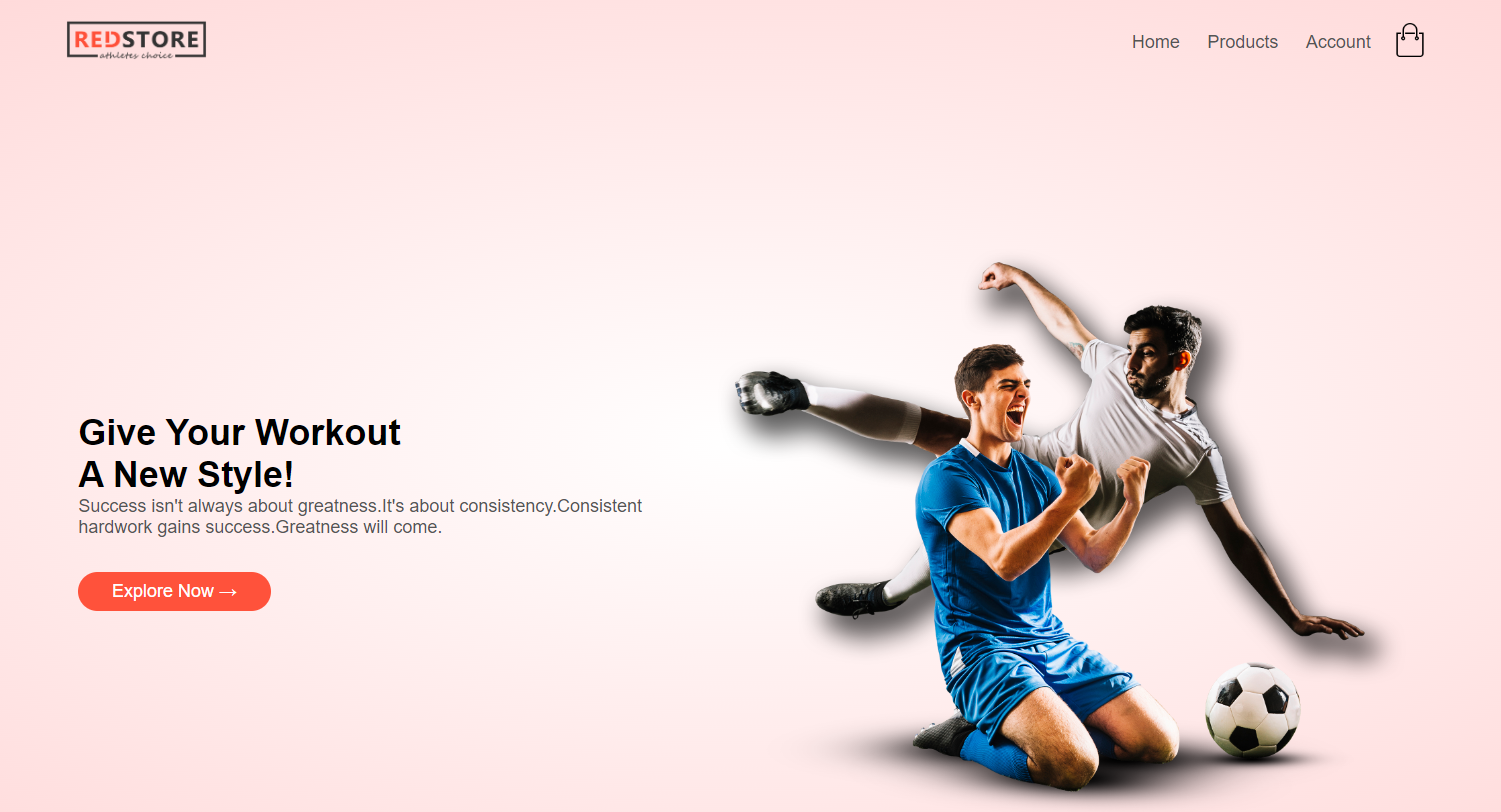 REDSTORE
athletes choice
Home Products Account
Give Your Workout
A New Style!
Success isn't always about greatness.It's about consistency.Consistent
hardwork gains success.Greatness will come.
Explore Now →